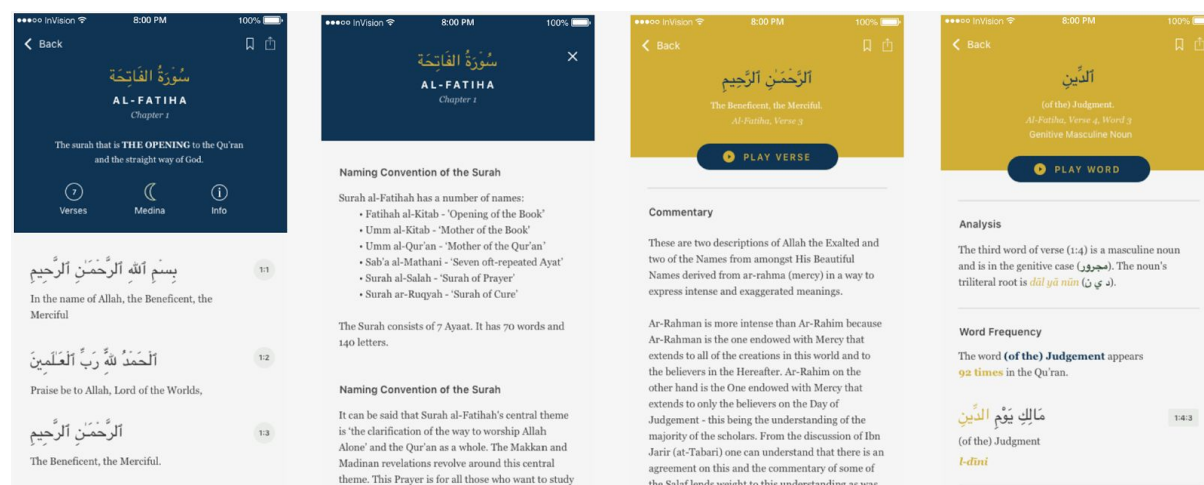 ●●●○○ InVision 8:00 PM 100%
Back
سُوْرَةُ الفَاتِحَة
AL-FATIHA
Chapter 1
The surah that is THE OPENING to the Qu'ran
and the straight way of God.
7
Verses
Medina
Info
بِسْمِ ٱللَّهِ ٱلرَّحْمَـٰنِ ٱلرَّحِيمِ
1:1
In the name of Allah, the Beneficent, the
Merciful
ٱلْحَمْدُ لِلَّهِ رَبِّ ٱلْعَـٰلَمِينَ
1:2
Praise be to Allah, Lord of the Worlds,
ٱلرَّحْمَـٰنِ ٱلرَّحِيمِ
1:3
The Beneficent, the Merciful.
●●●○○ InVision 8:00 PM 100%
سُوْرَةُ الفَاتِحَة
AL-FATIHA
Chapter 1
Naming Convention of the Surah
Surah al-Fatihah has a number of names:
• Fatihah al-Kitab - 'Opening of the Book'
• Umm al-Kitab - 'Mother of the Book'
• Umm al-Qur'an - 'Mother of the Qur'an'
• Sab'a al-Mathani - 'Seven oft-repeated Ayat'
• Surah al-Salah - 'Surah of Prayer'
• Surah ar-Ruqyah - 'Surah of Cure'
The Surah consists of 7 Ayaat. It has 70 words and
140 letters.
Naming Convention of the Surah
It can be said that Surah al-Fatihah's central theme
is 'the clarification of the way to worship Allah
Alone' and the Qur'an as a whole. The Makkan and
Madinan revelations revolve around this central
theme. This Prayer is for all those who want to study
●●●○○ InVision 8:00 PM 100%
Back
ٱلرَّحْمَـٰنِ ٱلرَّحِيمِ
The Beneficent, the Merciful.
Al-Fatiha, Verse 3
PLAY VERSE
Commentary
These are two descriptions of Allah the Exalted and
two of the Names from amongst His Beautiful
Names derived from ar-rahma (mercy) in a way to
express intense and exaggerated meanings.
Ar-Rahman is more intense than Ar-Rahim because
Ar-Rahman is the one endowed with Mercy that
extends to all of the creations in this world and to
the believers in the Hereafter. Ar-Rahim on the
other hand is the One endowed with Mercy that
extends to only the believers on the Day of
Judgement - this being the understanding of the
majority of the scholars. From the discussion of Ibn
Jarir (at-Tabari) one can understand that there is an
agreement on this and the commentary of some of
the Salaf lends weight to this understanding as was
●●●○○ InVision 8:00 PM 100%
Back
ٱلدِّينِ
(of the) Judgment.
Al-Fatiha, Verse 4, Word 3
Genitive Masculine Noun
PLAY WORD
Analysis
The third word of verse (1:4) is a masculine noun
and is in the genitive case (مجرور). The noun's
triliteral root is dāl yā nūn (د ي ن).
Word Frequency
The word (of the) Judgement appears
92 times in the Qu'ran.
مَالِكِ يَوْمِ الدِّينِ
1:4:3
(of the) Judgment
l-dīni